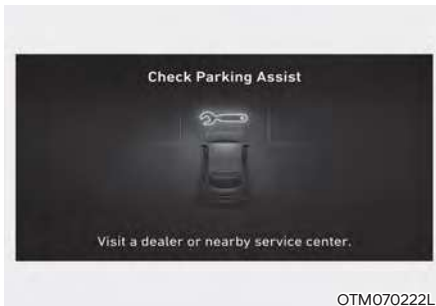 Check Parking Assist
Visit a dealer or nearby service center.
OTM070222L